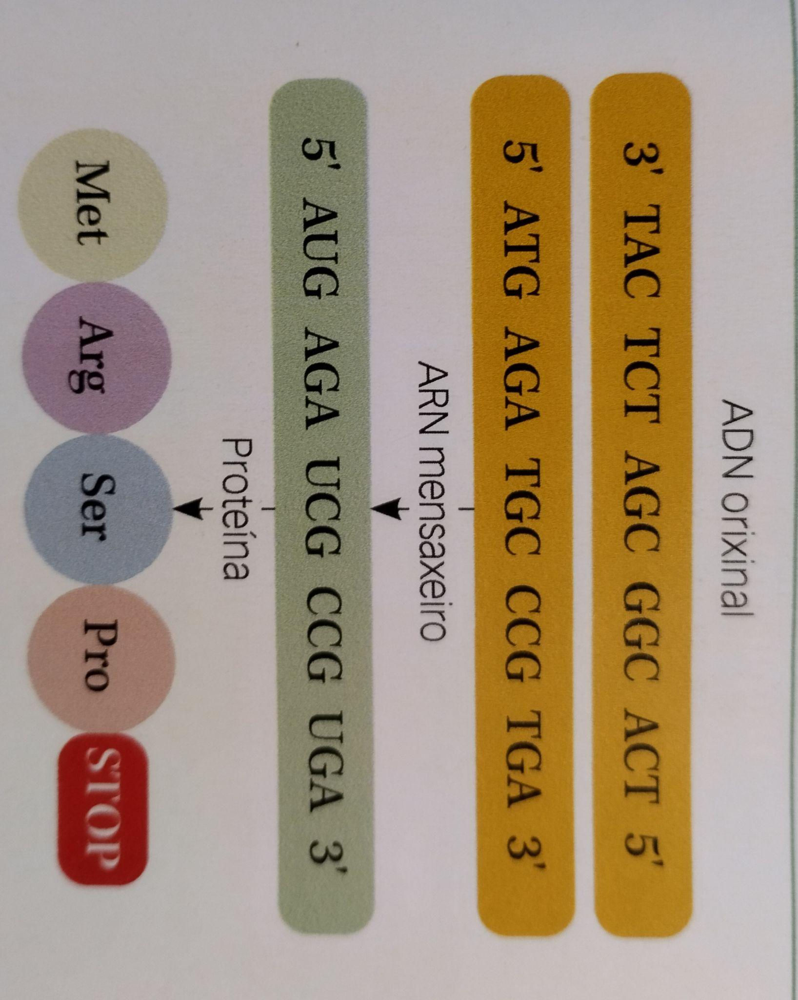 ADN orixinal
3' TAC TCT AGC GGC ACT 5'
5' ATG AGA TGC CCG TGA 3'
ARN mensaxeiro
5' AUG AGA UCG CCG UGA 3'
Proteína
Met Arg Ser Pro STOP